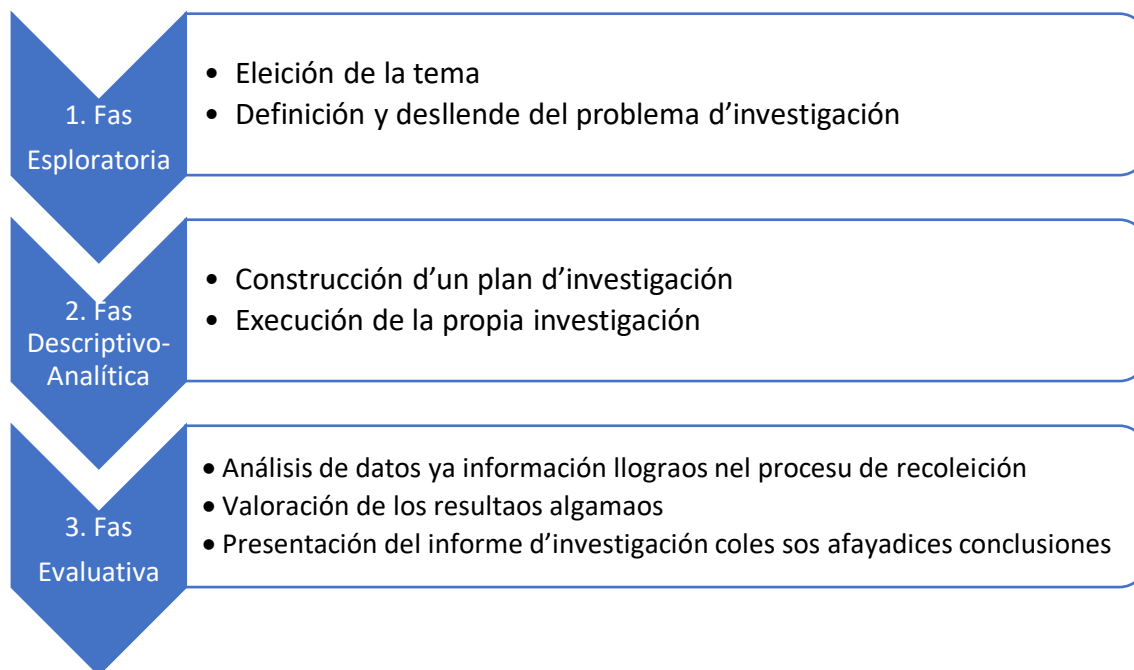 1. Fas
Esploratoria
• Eleición de la tema
• Definición y desllende del problema d’investigación
2. Fas
Descriptivo-
Analítica
• Construcción d’un plan d’investigación
• Execución de la propia investigación
3. Fas
Evaluativa
• Análisis de datos ya información llograos nel procesu de recoleición
• Valoración de los resultaos algamaos
• Presentación del informe d’investigación coles sos afayadices conclusiones